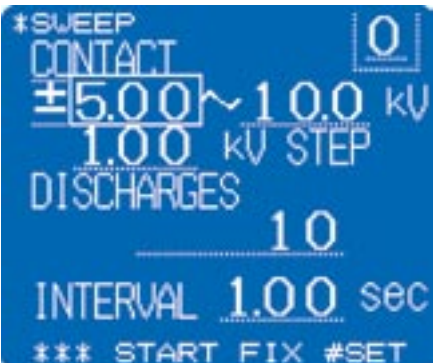 *SWEEP 0
CONTACT
±5.00~10.0 kV
1.00 kV STEP
DISCHARGES
10
INTERVAL 1.00 sec
*** START FIX #SET